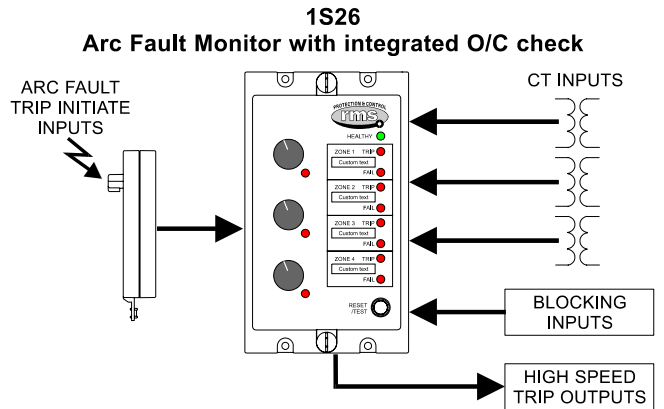 1S26
Arc Fault Monitor with integrated O/C check
ARC FAULT
TRIP INITIATE
INPUTS
CT INPUTS
PROTECTION & CONTROL
rms
HEALTHY
ZONE 1 TRIP
Custom text
FAIL
ZONE 2 TRIP
Custom text
FAIL
ZONE 3 TRIP
Custom text
FAIL
ZONE 4 TRIP
Custom text
FAIL
RESET
/TEST
BLOCKING
INPUTS
HIGH SPEED
TRIP OUTPUTS